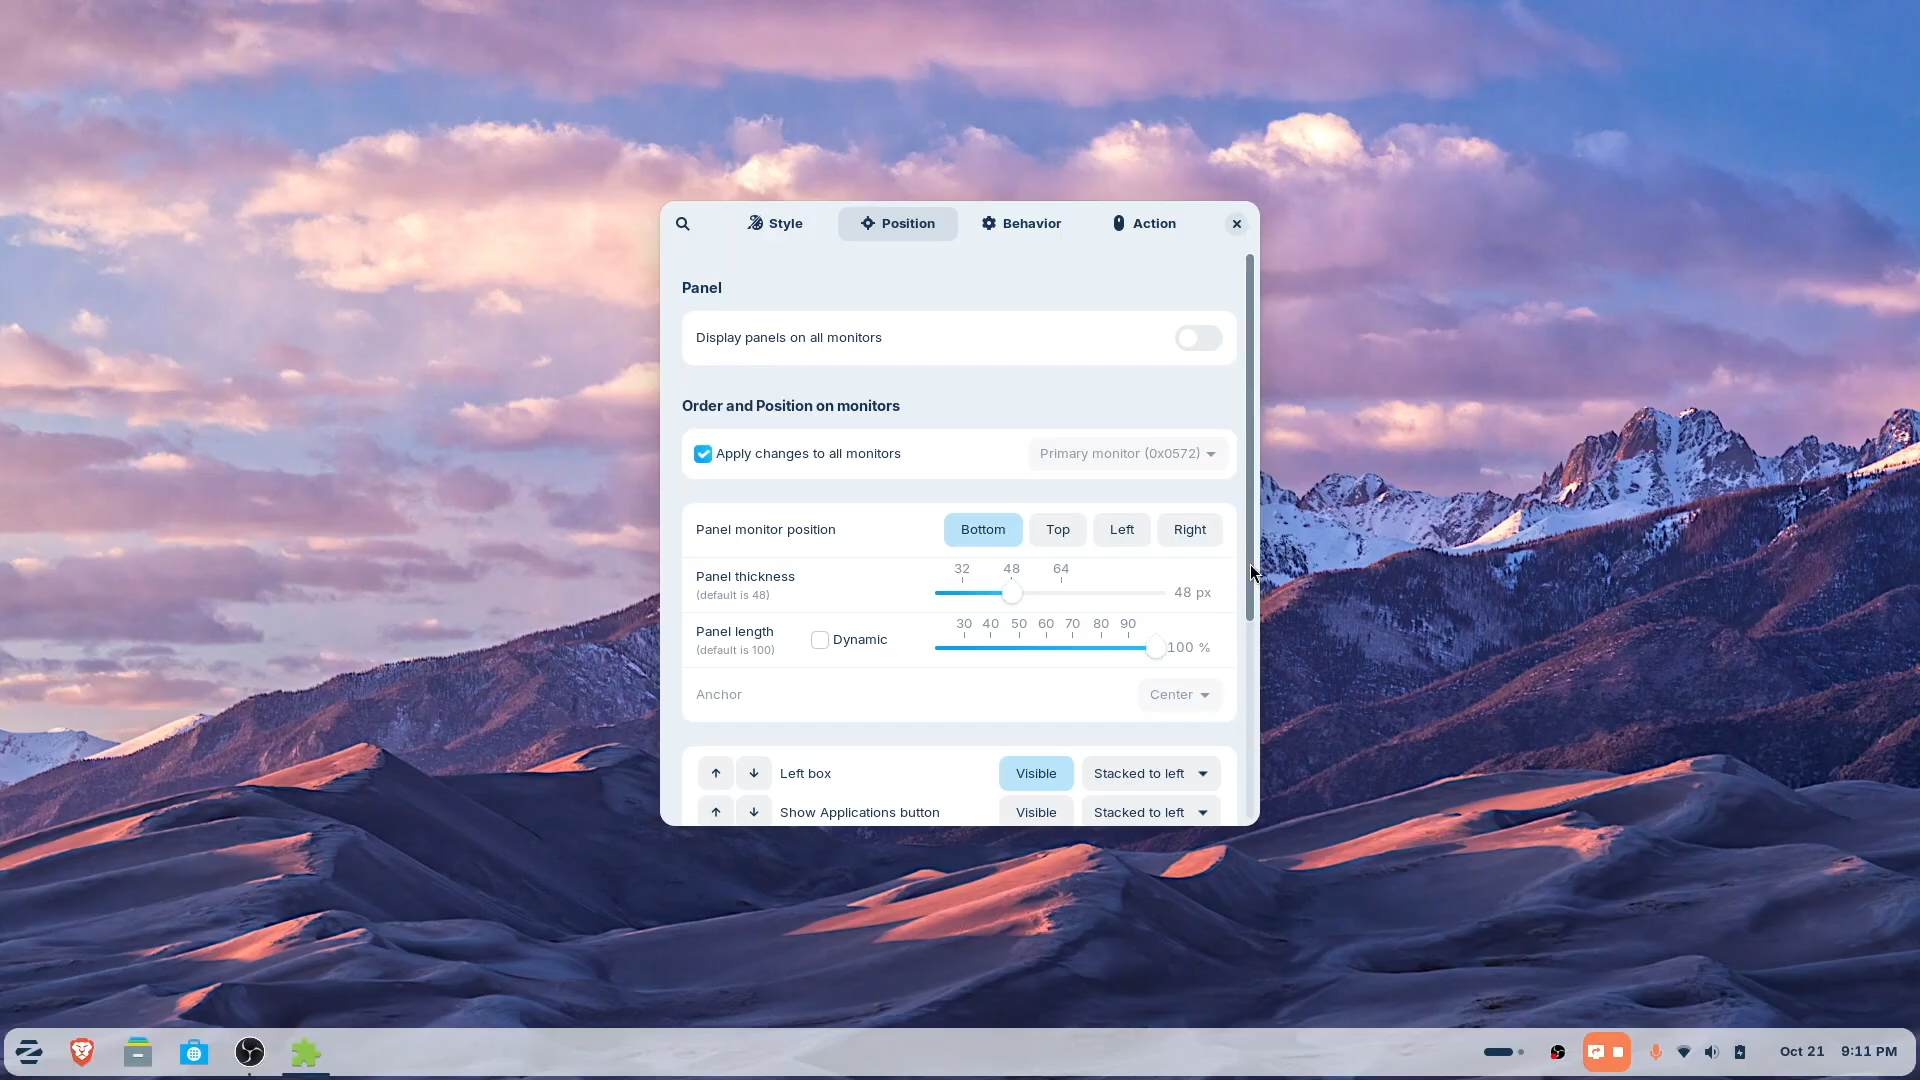 Style Position Behavior Action
Panel
Display panels on all monitors
Order and Position on monitors
Apply changes to all monitors Primary monitor (0x0572)
Panel monitor position Bottom Top Left Right
32 48 64
Panel thickness
(default is 48) 48 px
30 40 50 60 70 80 90
Panel length Dynamic
(default is 100) 100 %
Anchor Center
Left box Visible Stacked to left
Show Applications button Visible Stacked to left
Oct 21 9:11 PM